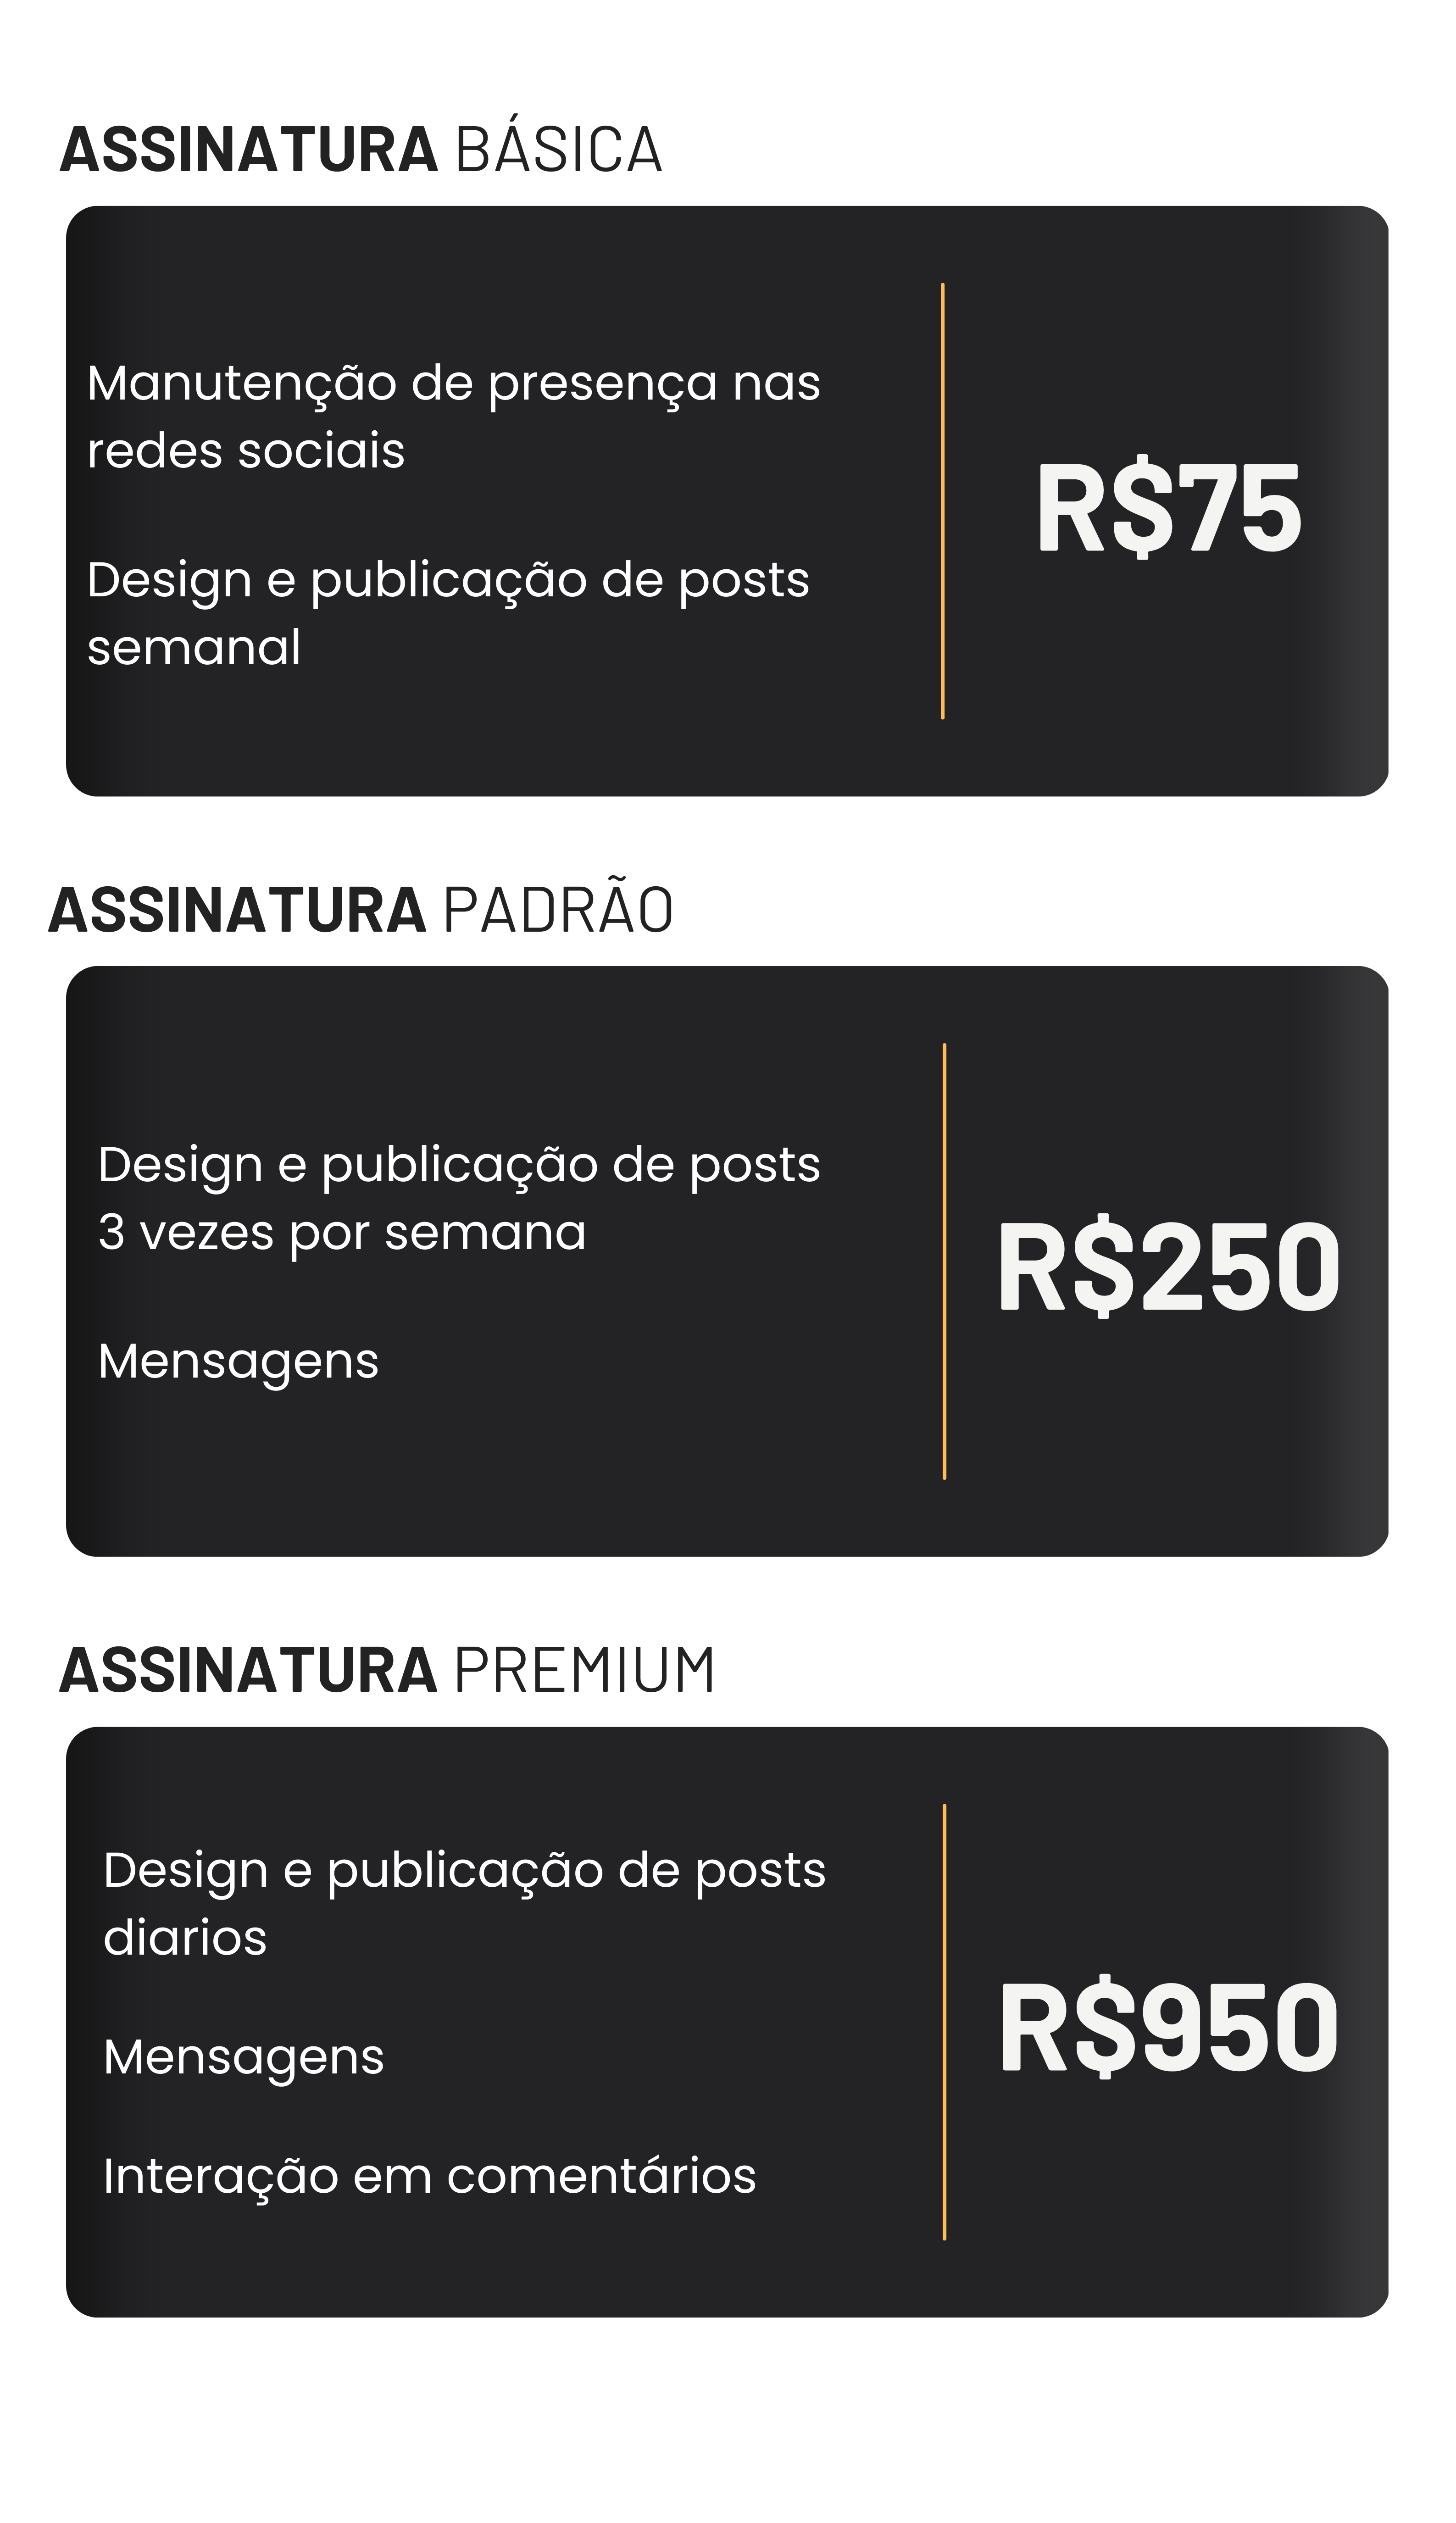 ASSINATURA BÁSICA
Manutenção de presença nas
redes sociais
Design e publicação de posts
semanal
R$75
ASSINATURA PADRÃO
Design e publicação de posts
3 vezes por semana
Mensagens
R$250
ASSINATURA PREMIUM
Design e publicação de posts
diarios
Mensagens
Interação em comentários
R$950